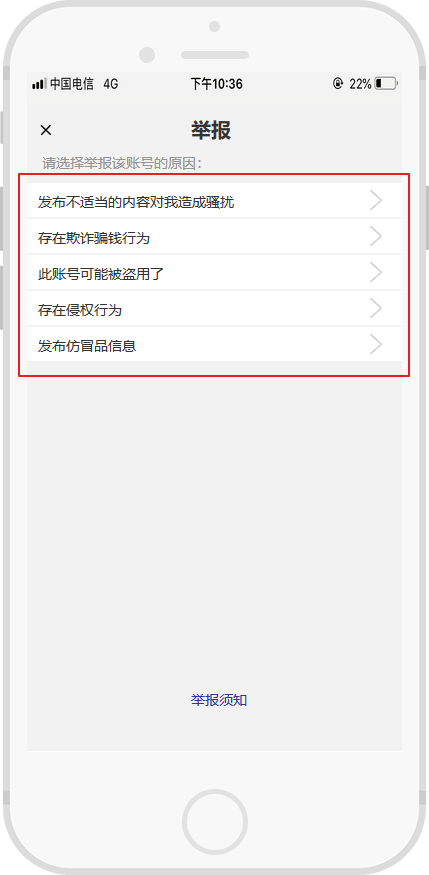 中国电信 4G 下午10:36 22%
× 举报
请选择举报该账号的原因：
发布不适当的内容对我造成骚扰
存在欺诈骗钱行为
此账号可能被盗用了
存在侵权行为
发布仿冒品信息
举报须知